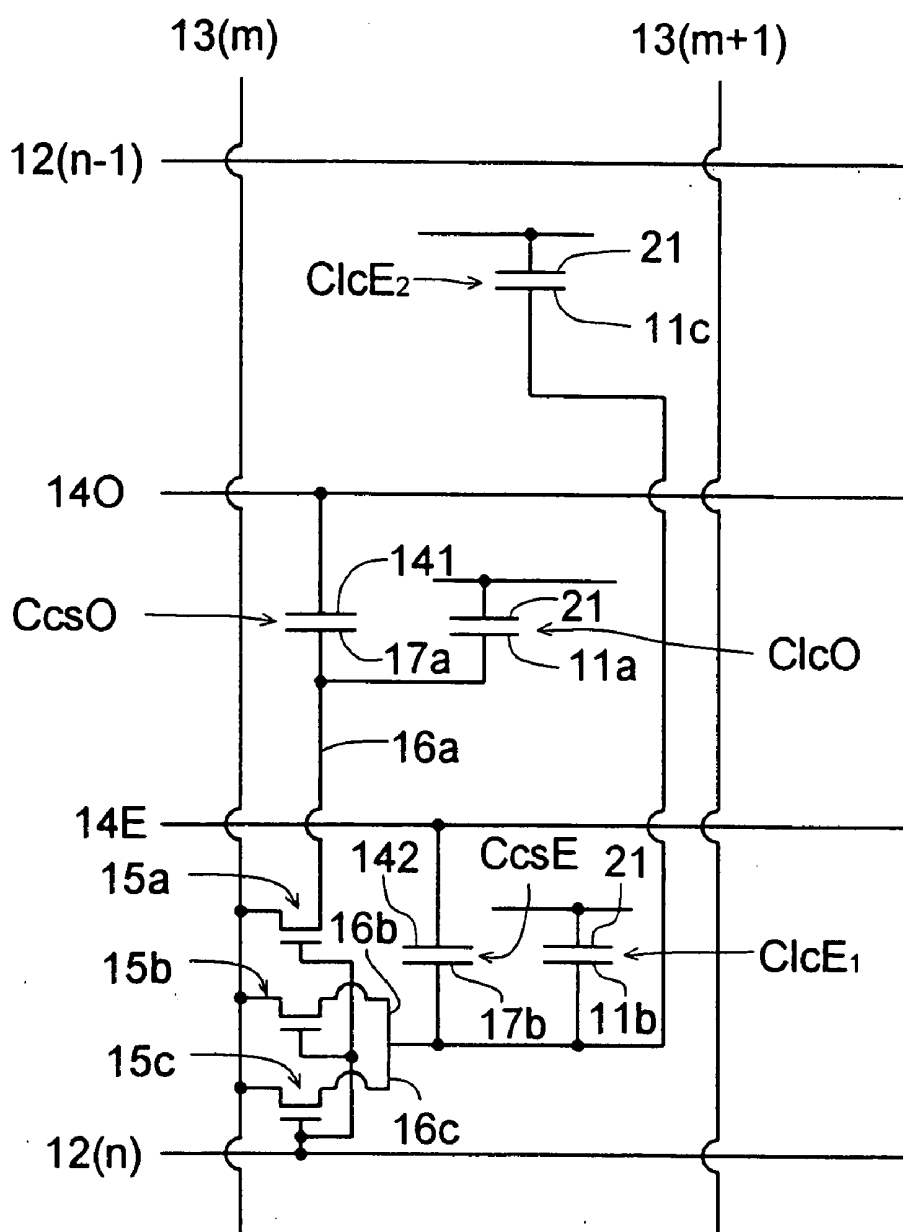 13(m)
13(m+1)
12(n-1)
21
ClcE2
11c
14O
141
21
CcsO
17a
11a
ClcO
16a
14E
142
CcsE
21
15a
16b
ClcE1
15b
17b
11b
15c
16c
12(n)